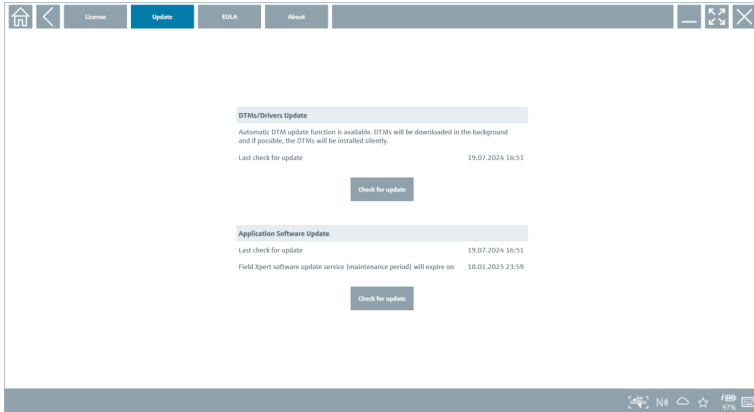 License
Update
EULA
About
DTMs/Drivers Update
Automatic DTM update function is available. DTMs will be downloaded in the background
and if possible, the DTMs will be installed silently.
Last check for update 19.07.2024 16:51
Check for update
Application Software Update
Last check for update 19.07.2024 16:51
Field Xpert software update service (maintenance period) will expire on 18.01.2025 23:59
Check for update
97%